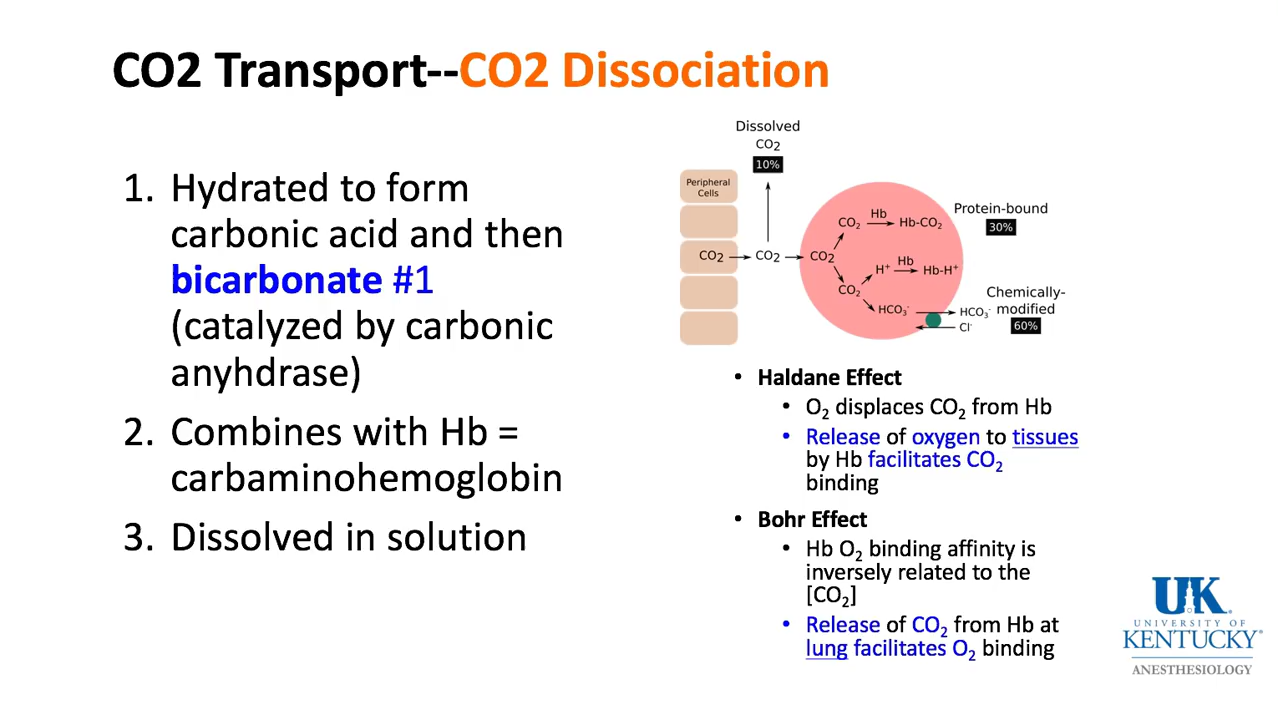 CO2 Transport--CO2 Dissociation
1. Hydrated to form
carbonic acid and then
bicarbonate #1
(catalyzed by carbonic
anyhdrase)
2. Combines with Hb =
carbaminohemoglobin
3. Dissolved in solution
Dissolved
CO2
10%
Peripheral
Cells
CO2
CO2
CO2
CO2
Hb
Hb-CO2
CO2
H+
Hb
Hb-H+
HCO3-
HCO3-
Cl-
Protein-bound
30%
Chemically-
modified
60%
• Haldane Effect
• O2 displaces CO2 from Hb
• Release of oxygen to tissues
by Hb facilitates CO2
binding
• Bohr Effect
• Hb O2 binding affinity is
inversely related to the
[CO2]
• Release of CO2 from Hb at
lung facilitates O2 binding
UK
UNIVERSITY OF
KENTUCKY
ANESTHESIOLOGY